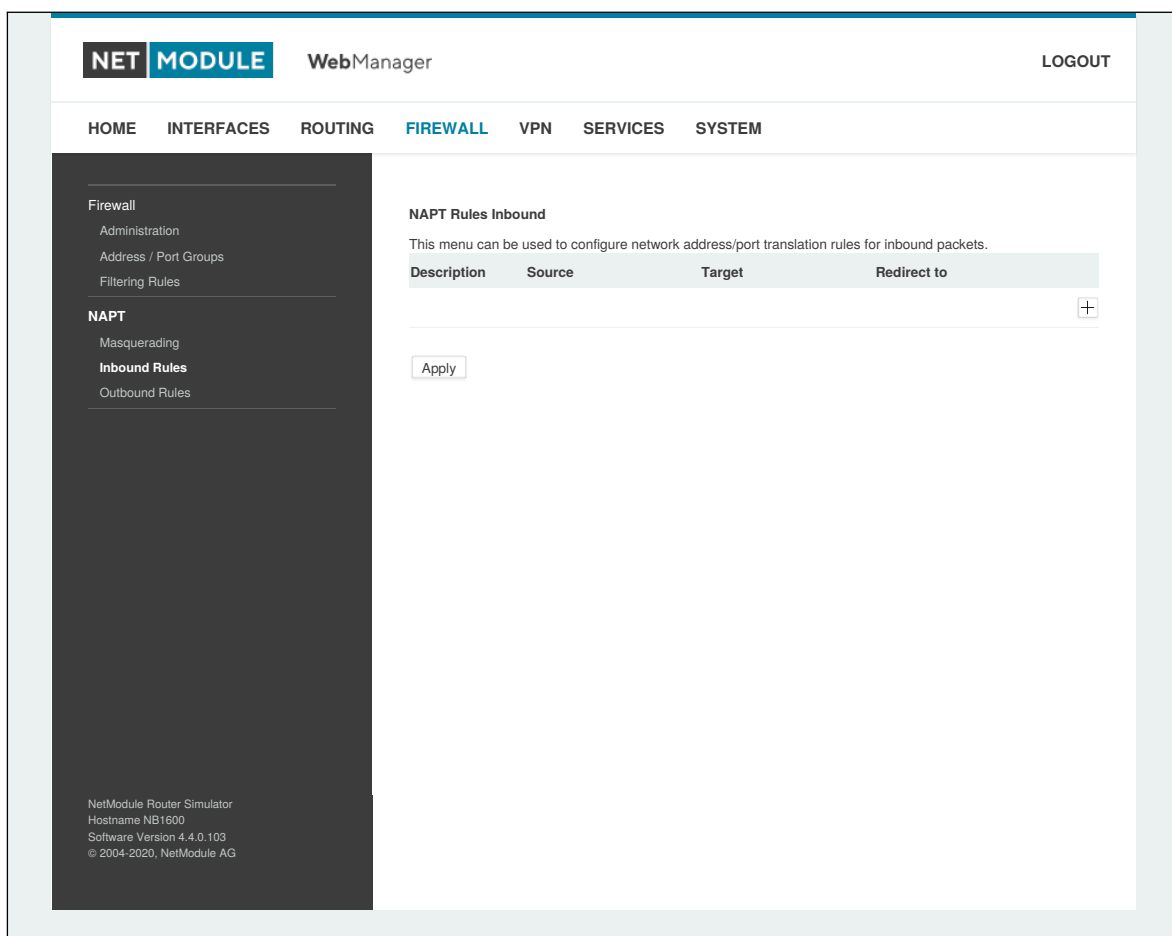 NET MODULE WebManager LOGOUT
HOME INTERFACES ROUTING FIREWALL VPN SERVICES SYSTEM
Firewall
Administration
Address / Port Groups
Filtering Rules
NAPT
Masquerading
Inbound Rules
Outbound Rules
NAPT Rules Inbound
This menu can be used to configure network address/port translation rules for inbound packets.
Description Source Target Redirect to
Apply
NetModule Router Simulator
Hostname NB1600
Software Version 4.4.0.103
© 2004-2020, NetModule AG